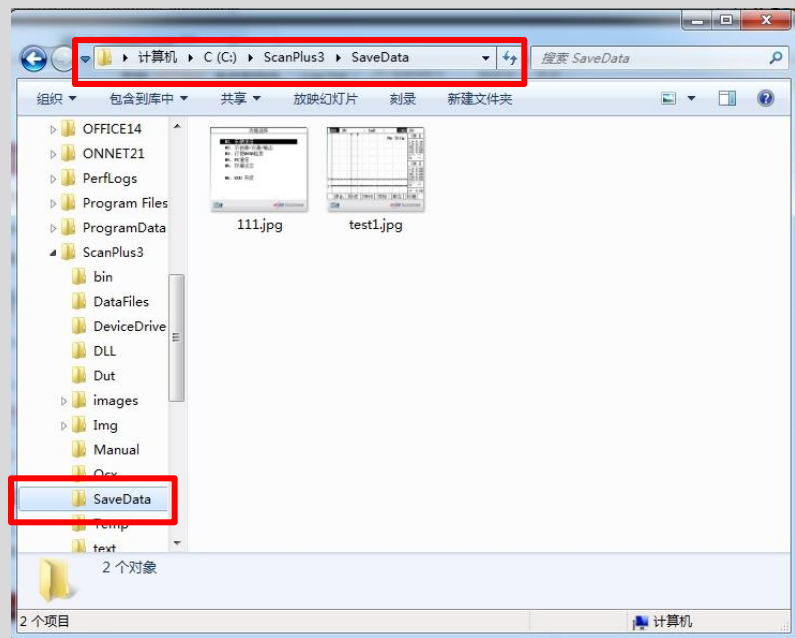 计算机 ▸ C (C:) ▸ ScanPlus3 ▸ SaveData
搜索 SaveData
组织 包含到库中 共享 放映幻灯片 刻录 新建文件夹
OFFICE14
ONNET21
PerfLogs
Program Files
ProgramData
ScanPlus3
bin
DataFiles
DeviceDrive
DLL
Dut
images
Img
Manual
Ocx
SaveData
Temp
text
111.jpg
test1.jpg
2 个对象
2 个项目
计算机